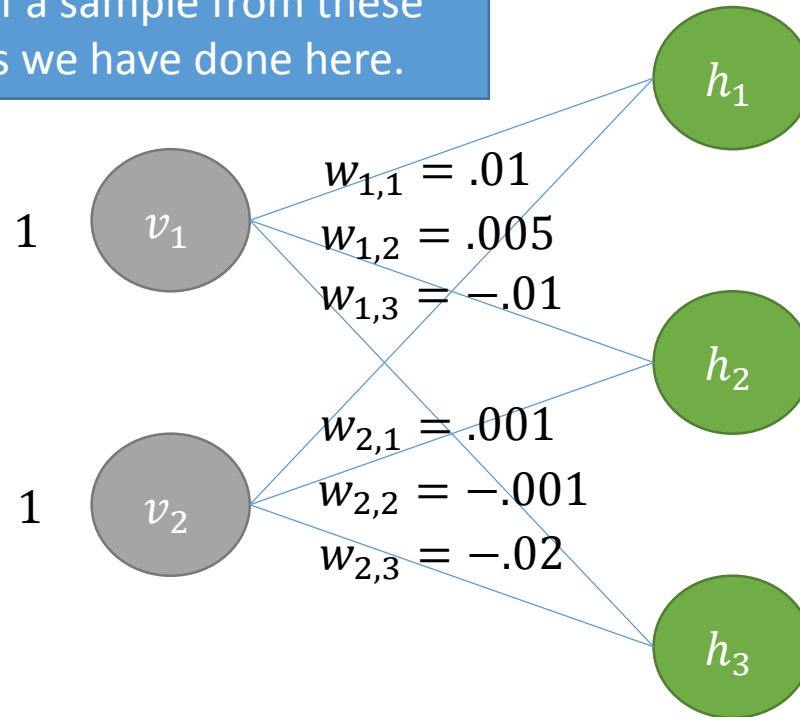 f a sample from these
s we have done here.
h₁
w₁,₁ = .01
1 v₁
w₁,₂ = .005
w₁,₃ = −.01
h₂
w₂,₁ = .001
w₂,₂ = −.001
1 v₂
w₂,₃ = −.02
h₃